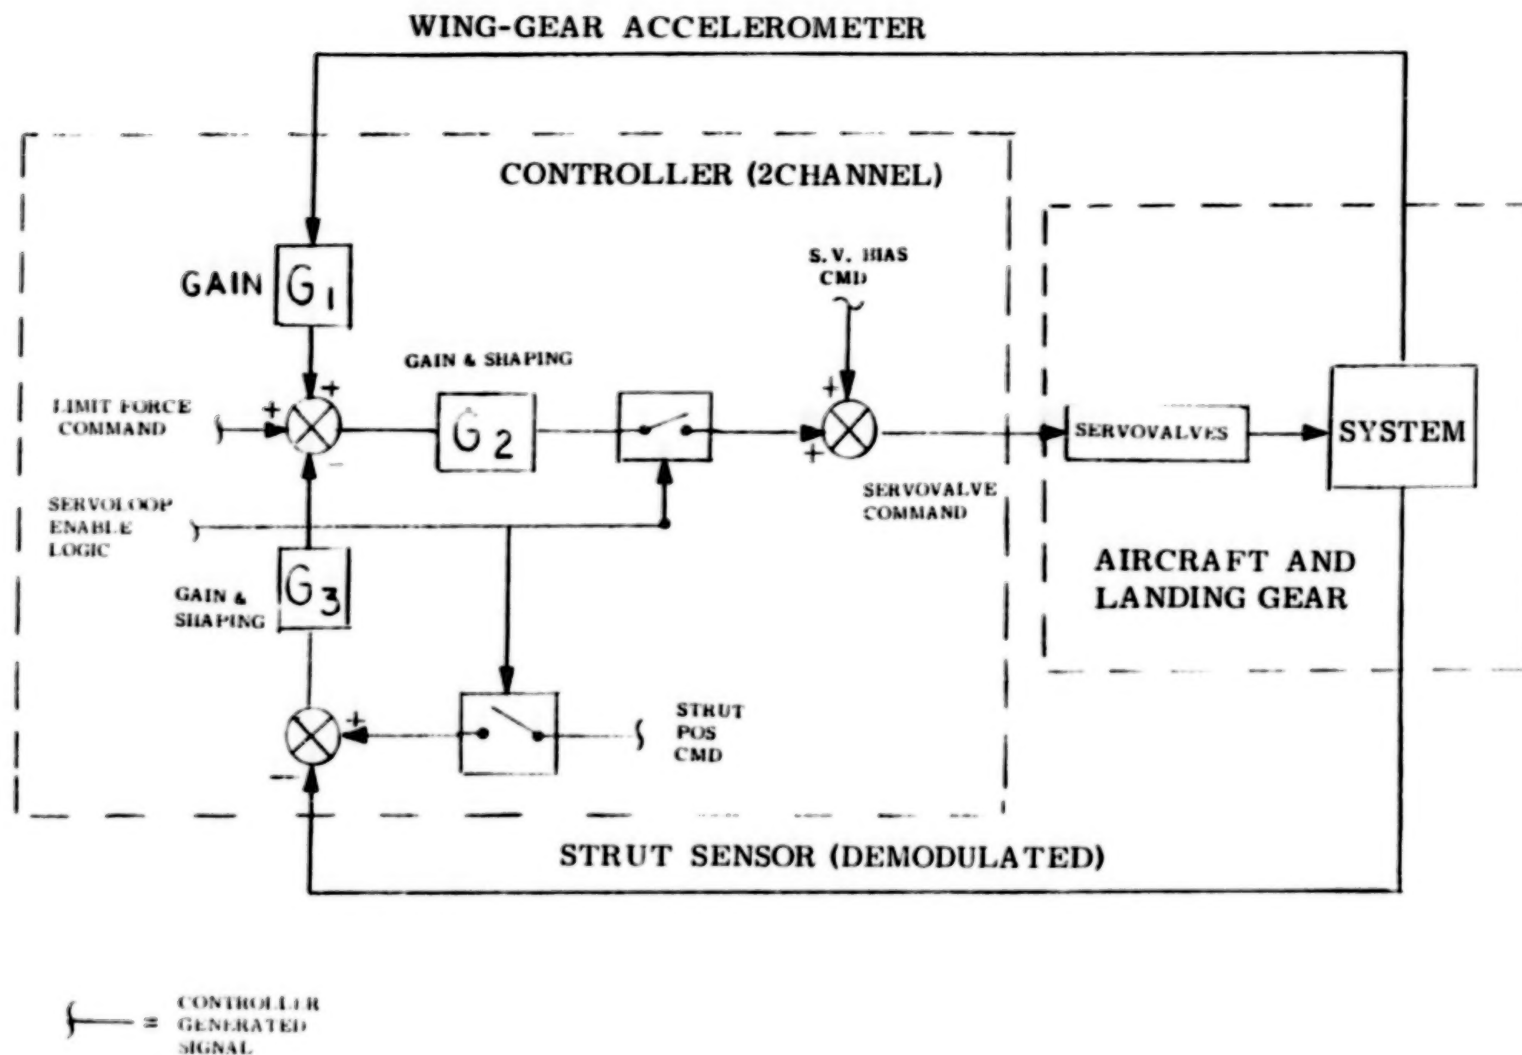 WING-GEAR ACCELEROMETER
CONTROLLER (2CHANNEL)
S.V. BIAS
CMD
GAIN
G1
GAIN & SHAPING
LIMIT FORCE
COMMAND
+
+
-
G2
+
+
SERVOVALVES
SYSTEM
SERVOLOOP
ENABLE
LOGIC
SERVOVALVE
COMMAND
GAIN &
SHAPING
G3
AIRCRAFT AND
LANDING GEAR
+
-
STRUT
POS
CMD
STRUT SENSOR (DEMODULATED)
= CONTROLLER
GENERATED
SIGNAL